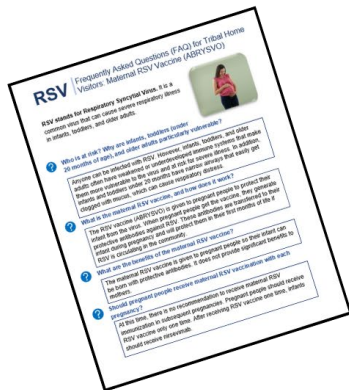 RSV
Frequently Asked Questions (FAQ) for Tribal Home
Visitors: Maternal RSV Vaccine (ABRYSVO)
RSV stands for Respiratory Syncytial Virus. It is a
common virus that can cause severe respiratory illness
in infants, toddlers, and older adults.
Who is at risk? Why are infants, toddlers (under
20 months of age), and older adults particularly vulnerable?
Anyone can be infected with RSV. However, infants, toddlers, and older
adults often have weakened or underdeveloped immune systems that make
them more vulnerable to the virus and at risk for severe illness. In addition,
infants and toddlers under 20 months have narrow airways that easily get
clogged with mucus, which can cause respiratory distress.
What is the maternal RSV vaccine, and how does it work?
The RSV vaccine (ABRYSVO) is given to pregnant people to protect their
infant from the virus. When pregnant people get the vaccine, they generate
protective antibodies against RSV. These antibodies are transferred to their
infant during pregnancy and will protect them in their first months of life if
RSV is circulating in the community.
What are the benefits of the maternal RSV vaccine?
The maternal RSV vaccine is given to pregnant people so their infant can
be born with protective antibodies. It does not provide significant benefits to
mothers.
Should pregnant people receive maternal RSV vaccination with each
pregnancy?
At this time, there is no recommendation to receive maternal RSV
immunization in subsequent pregnancies. Pregnant people should receive
RSV vaccine only one time. After receiving RSV vaccine one time, infants
should receive nirsevimab.